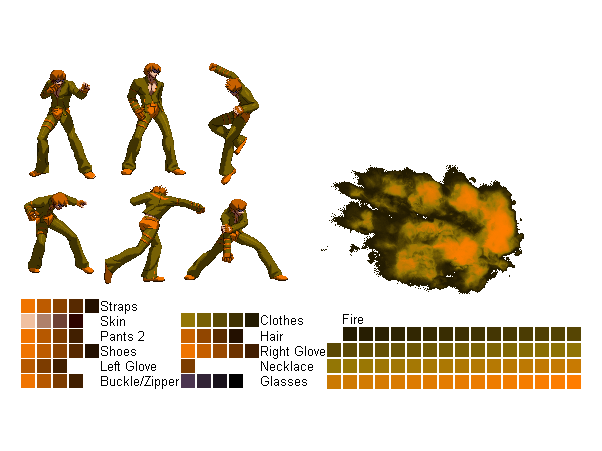 Straps
Skin
Pants 2
Shoes
Left Glove
Buckle/Zipper
Clothes
Hair
Right Glove
Necklace
Glasses
Fire